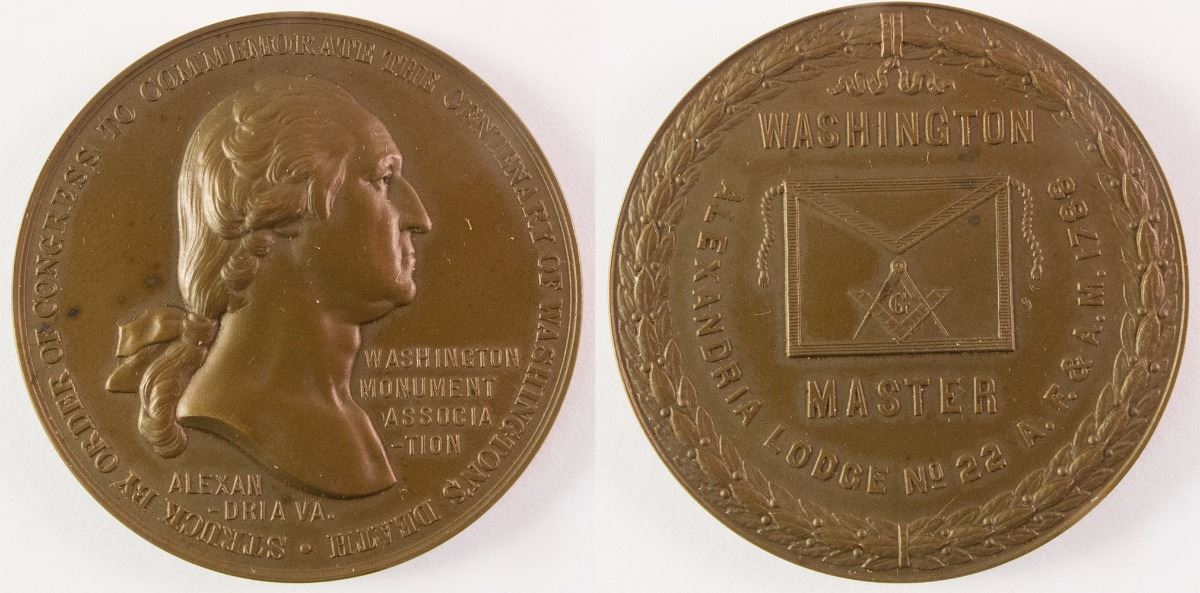 STRUCK BY ORDER OF CONGRESS TO COMMEMORATE THE CENTENARY OF WASHINGTON'S DEATH •
WASHINGTON
MONUMENT
ASSOCIA
-TION
ALEXAN
-DRIA VA.
WASHINGTON
G
MASTER
ALEXANDRIA LODGE No 22 A. F. & A. M. 1788